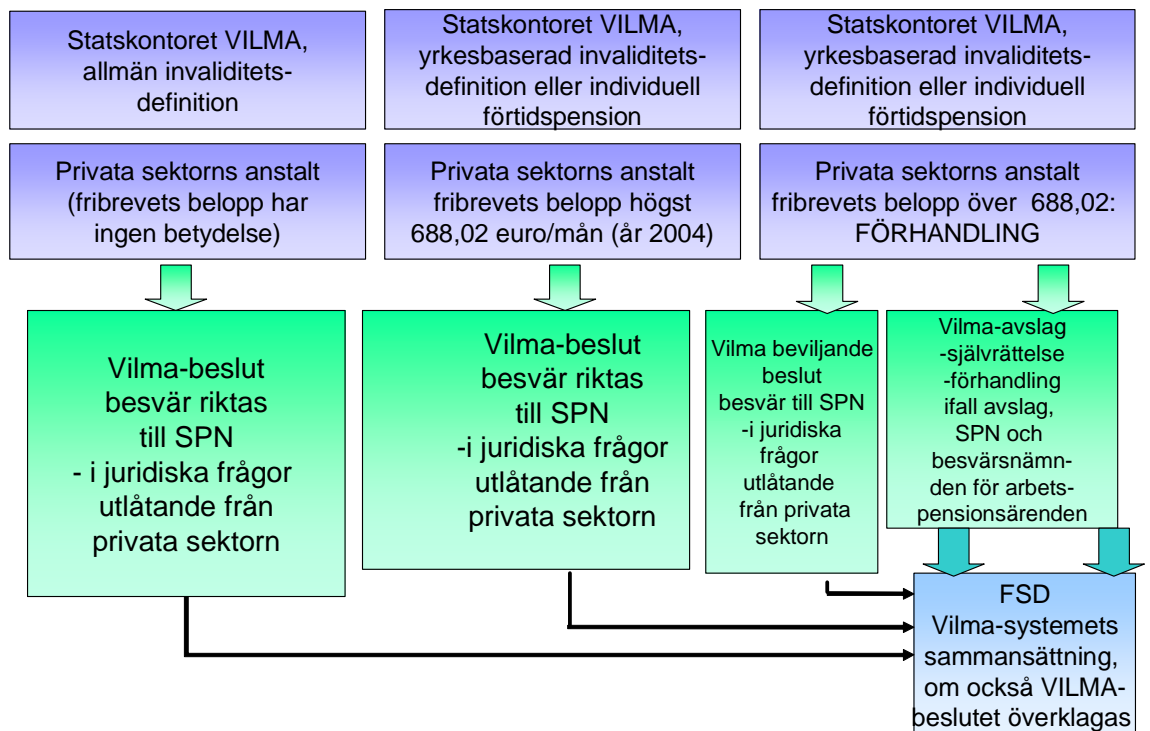 Statskontoret VILMA,
allmän invaliditets-
definition
Statskontoret VILMA,
yrkesbaserad invaliditets-
definition eller individuell
förtidspension
Statskontoret VILMA,
yrkesbaserad invaliditets-
definition eller individuell
förtidspension
Privata sektorns anstalt
(fribrevets belopp har
ingen betydelse)
Privata sektorns anstalt
fribrevets belopp högst
688,02 euro/mån (år 2004)
Privata sektorns anstalt
fribrevets belopp över 688,02:
FÖRHANDLING
Vilma-beslut
besvär riktas
till SPN
- i juridiska frågor
utlåtande från
privata sektorn
Vilma-beslut
besvär riktas
till SPN
-i juridiska frågor
utlåtande från
privata sektorn
Vilma beviljande
beslut
besvär till SPN
-i juridiska
frågor
utlåtande
från privata
sektorn
Vilma-avslag
-självrättelse
-förhandling
ifall avslag,
SPN och
besvärsnämn-
den för arbets-
pensionsärenden
FSD
Vilma-systemets
sammansättning,
om också VILMA-
beslutet överklagas